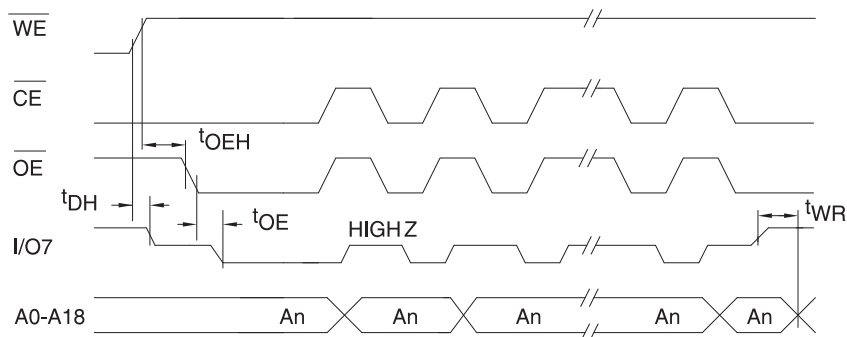 WE
CE
tOEH
OE
tDH
tOE
tWR
HIGH Z
I/O7
A0-A18 An An An An An